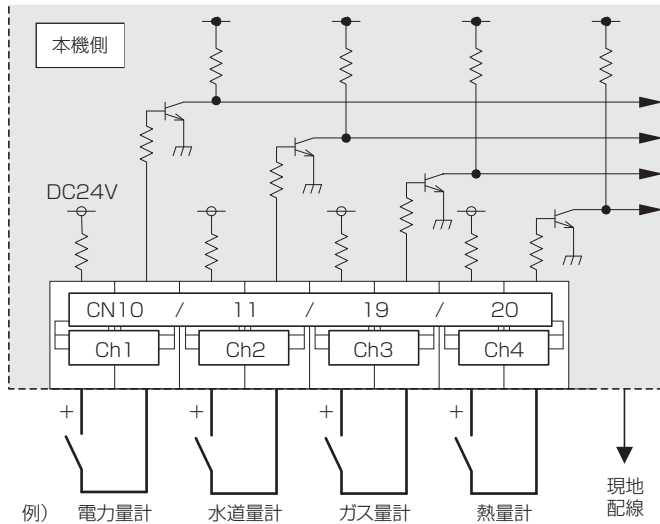 本機側
DC24V
CN10 / 11 / 19 / 20
Ch1 Ch2 Ch3 Ch4
+ + + +
例) 電力量計 水道量計 ガス量計 熱量計
現地
配線